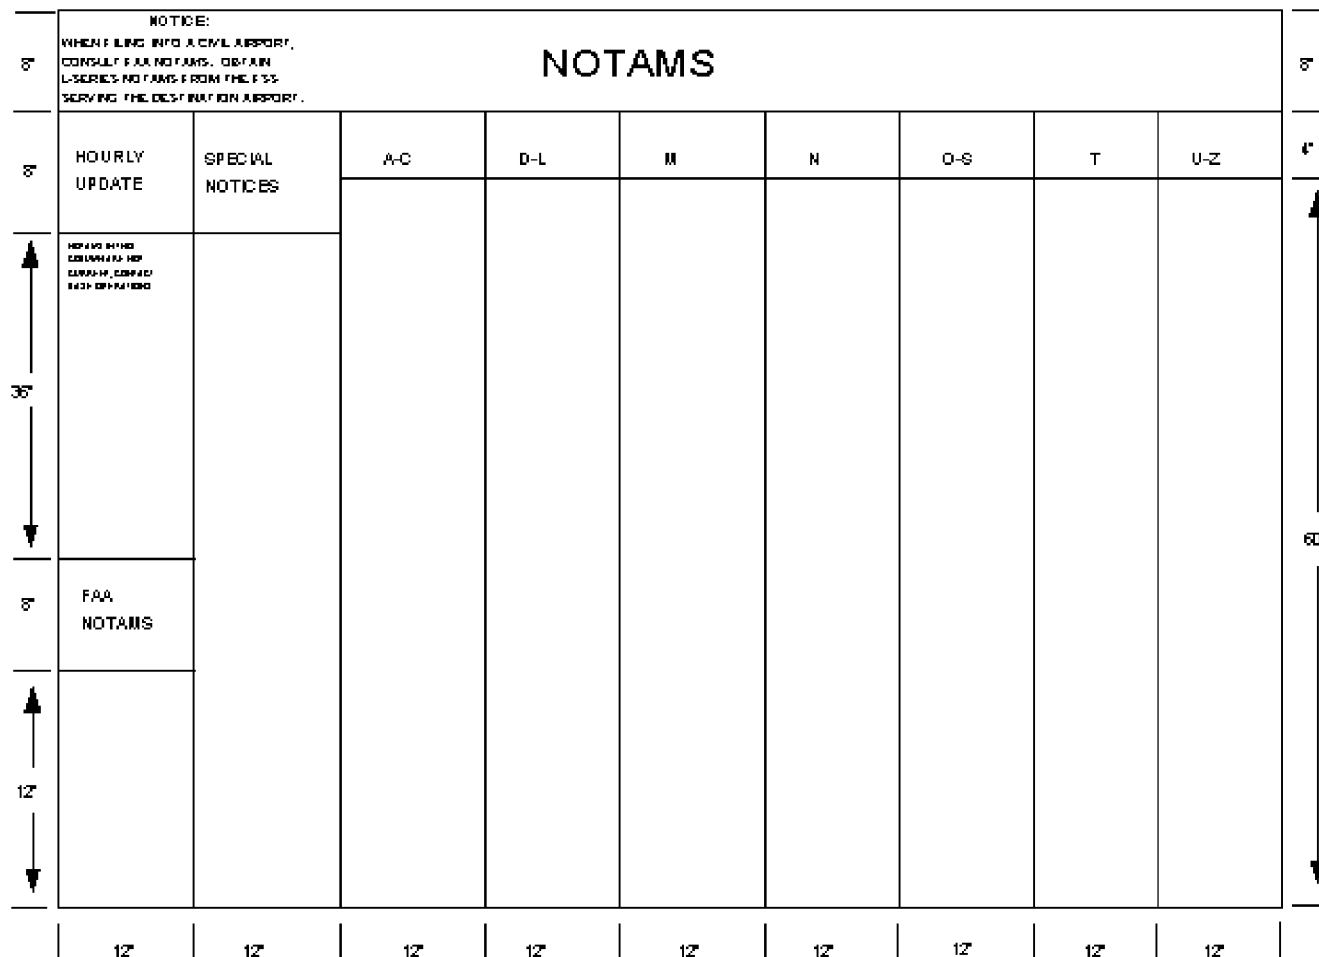 NOTICE:
WHEN FILING INTO A CIVIL AIRPORT,
CONSULT FAA NOTAMS. OBTAIN
L-SERIES NOTAMS FROM THE FSS
SERVING THE DESTINATION AIRPORT.
NOTAMS
8"
8"
HOURLY
UPDATE
SPECIAL
NOTICES
A-C
D-L
M
N
O-S
T
U-Z
8"
4"
36"
60
FAA
NOTAMS
8"
12"
12"
12"
12"
12"
12"
12"
12"
12"
12"